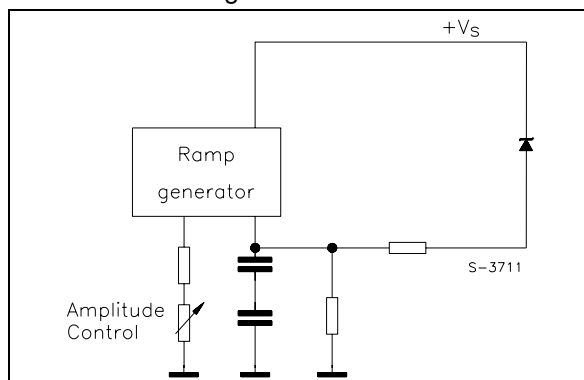 +VS
Ramp
generator
S-3711
Amplitude
Control